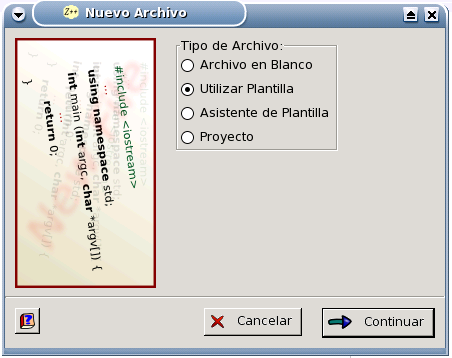 Z++
Nuevo Archivo
Tipo de Archivo:
Archivo en Blanco
Utilizar Plantilla
Asistente de Plantilla
Proyecto
#include <iostream>
...
using namespace std;
int main (int argc, char *argv[]) {
...
return 0;
}
Cancelar
Continuar